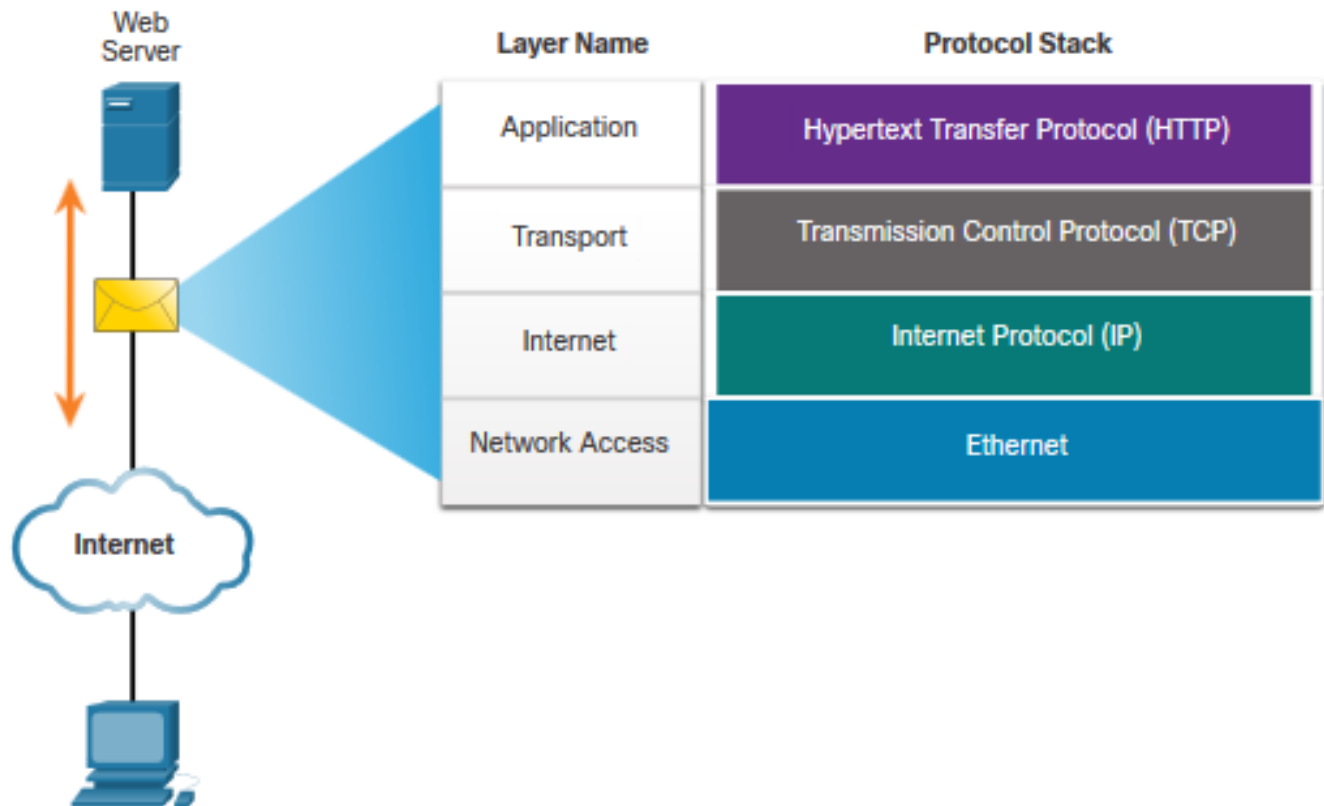 Web
Server
Layer Name
Protocol Stack
Application
Hypertext Transfer Protocol (HTTP)
Transport
Transmission Control Protocol (TCP)
Internet
Internet Protocol (IP)
Network Access
Ethernet
Internet